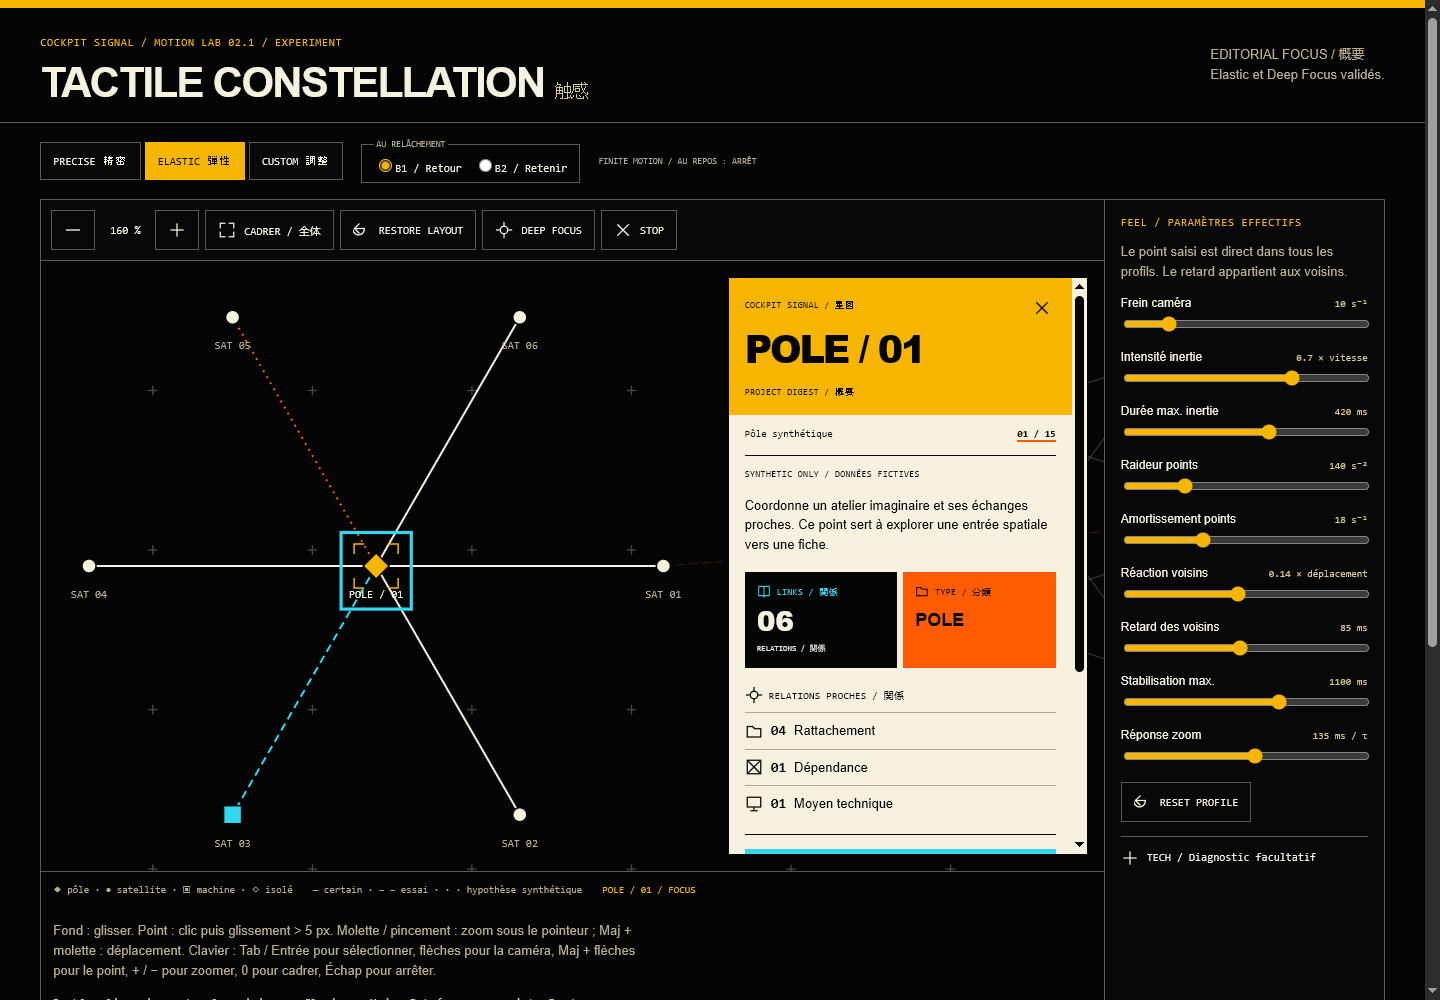 COCKPIT SIGNAL / MOTION LAB 02.1 / EXPERIMENT
TACTILE CONSTELLATION 触感
EDITORIAL FOCUS / 概要
Elastic et Deep Focus validés.
PRECISE 精密
ELASTIC 弾性
CUSTOM 調整
AU RELÂCHEMENT
B1 / Retour
B2 / Retenir
FINITE MOTION / AU REPOS : ARRÊT
160 %
CADRER / 全体
RESTORE LAYOUT
DEEP FOCUS
STOP
SAT 05
SAT 06
SAT 04
POLE / 01
SAT 01
SAT 03
SAT 02
COCKPIT SIGNAL / 星図
POLE / 01
PROJECT DIGEST / 概要
Pôle synthétique
01 / 15
SYNTHETIC ONLY / DONNÉES FICTIVES
Coordonne un atelier imaginaire et ses échanges
proches. Ce point sert à explorer une entrée spatiale
vers une fiche.
LINKS / 関係
06
RELATIONS / 関係
TYPE / 分類
POLE
RELATIONS PROCHES / 関係
04 Rattachement
01 Dépendance
01 Moyen technique
FEEL / PARAMÈTRES EFFECTIFS
Le point saisi est direct dans tous les
profils. Le retard appartient aux voisins.
Frein caméra 10 s⁻¹
Intensité inertie 0.7 × vitesse
Durée max. inertie 420 ms
Raideur points 140 s⁻²
Amortissement points 18 s⁻¹
Réaction voisins 0.14 × déplacement
Retard des voisins 85 ms
Stabilisation max. 1100 ms
Réponse zoom 135 ms / τ
RESET PROFILE
TECH / Diagnostic facultatif
◆ pôle · ● satellite · ▣ machine · ◇ isolé — certain · – – essai · · · hypothèse synthétique POLE / 01 / FOCUS
Fond : glisser. Point : clic puis glissement > 5 px. Molette / pincement : zoom sous le pointeur ; Maj +
molette : déplacement. Clavier : Tab / Entrée pour sélectionner, flèches pour la caméra, Maj + flèches
pour le point, + / − pour zoomer, 0 pour cadrer, Échap pour arrêter.